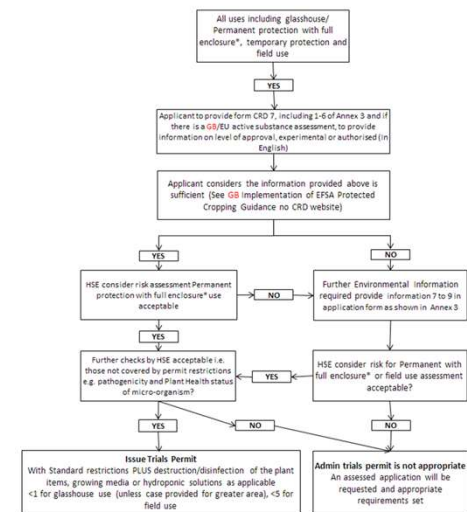 All uses including glasshouse/
Permanent protection with full
enclosure*, temporary protection and
field use
YES
Applicant to provide form CRD 7, including 1-6 of Annex 3 and if
there is a GB/EU active substance assessment, to provide
information on level of approval, experimental or authorised (In
English)
Applicant considers the information provided above is
sufficient (See GB Implementation of EFSA Protected
Cropping Guidance no CRD website)
YES
NO
HSE consider risk assessment Permanent
protection with full enclosure* use
acceptable
NO
Further Environmental Information
required provide information 7 to 9 in
application form as shown in Annex 3
YES
Further checks by HSE acceptable i.e.
those not covered by permit restrictions
e.g. pathogenicity and Plant Health status
of micro-organism?
YES
HSE consider risk for Permanent with
full enclosure* or field use assessment
acceptable?
YES
NO
NO
Issue Trials Permit
With Standard restrictions PLUS destruction/disinfection of the plant
items, growing media or hydroponic solutions as applicable
<1 for glasshouse use (unless case provided for greater area), <5 for
field use
Admin trials permit is not appropriate
An assessed application will be
requested and appropriate
requirements set